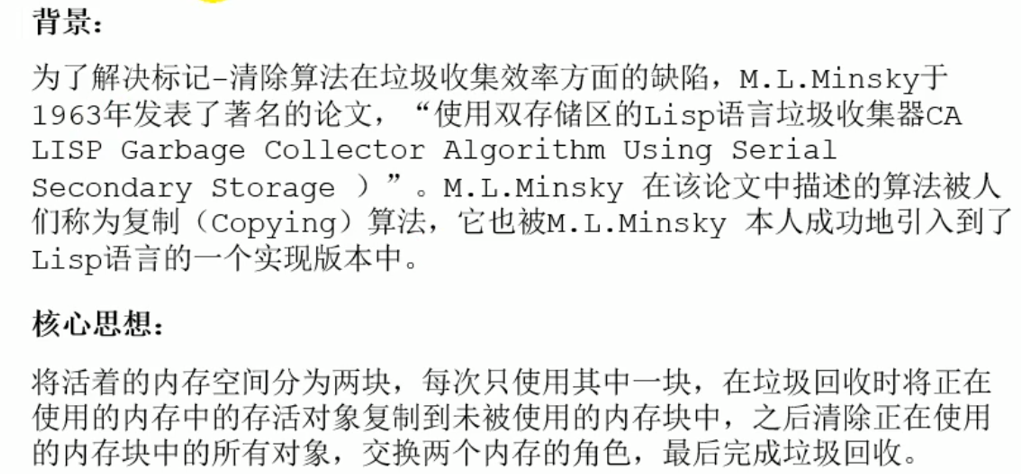 背景：
为了解决标记-清除算法在垃圾收集效率方面的缺陷，M.L.Minsky于
1963年发表了著名的论文，“使用双存储区的Lisp语言垃圾收集器CA
LISP Garbage Collector Algorithm Using Serial
Secondary Storage ）”。M.L.Minsky 在该论文中描述的算法被人
们称为复制（Copying）算法，它也被M.L.Minsky 本人成功地引入到了
Lisp语言的一个实现版本中。
核心思想：
将活着的内存空间分为两块，每次只使用其中一块，在垃圾回收时将正在
使用的内存中的存活对象复制到未被使用的内存块中，之后清除正在使用
的内存块中的所有对象，交换两个内存的角色，最后完成垃圾回收。